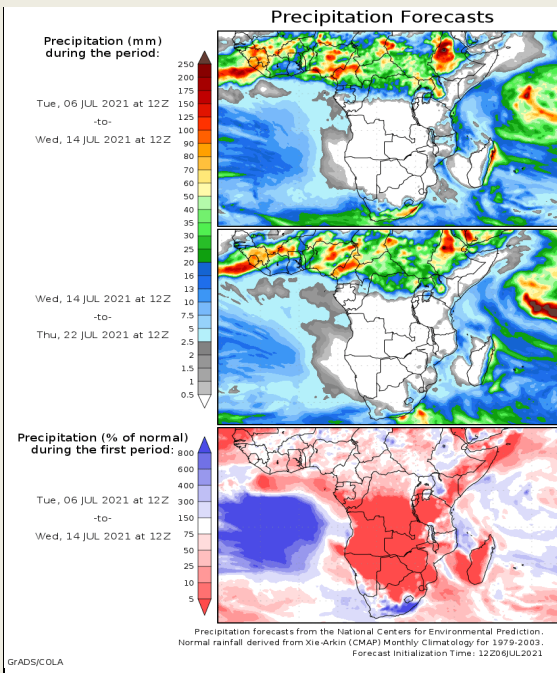 Precipitation Forecasts
Precipitation (mm)
during the period:
Tue, 06 JUL 2021 at 12Z
-to-
Wed, 14 JUL 2021 at 12Z
250
200
175
150
125
100
90
80
70
60
50
40
35
30
25
20
16
13
10
7.5
5
2.5
2
1.5
1
0.5
Wed, 14 JUL 2021 at 12Z
-to-
Thu, 22 JUL 2021 at 12Z
Precipitation (% of normal)
during the first period:
Tue, 06 JUL 2021 at 12Z
-to-
Wed, 14 JUL 2021 at 12Z
800
600
400
300
150
75
50
25
10
5
Precipitation forecasts from the National Centers for Environmental Prediction.
Normal rainfall derived from Xie-Arkin (CMAP) Monthly Climatology for 1979-2003.
Forecast Initialization Time: 12Z06JUL2021
GrADS/COLA